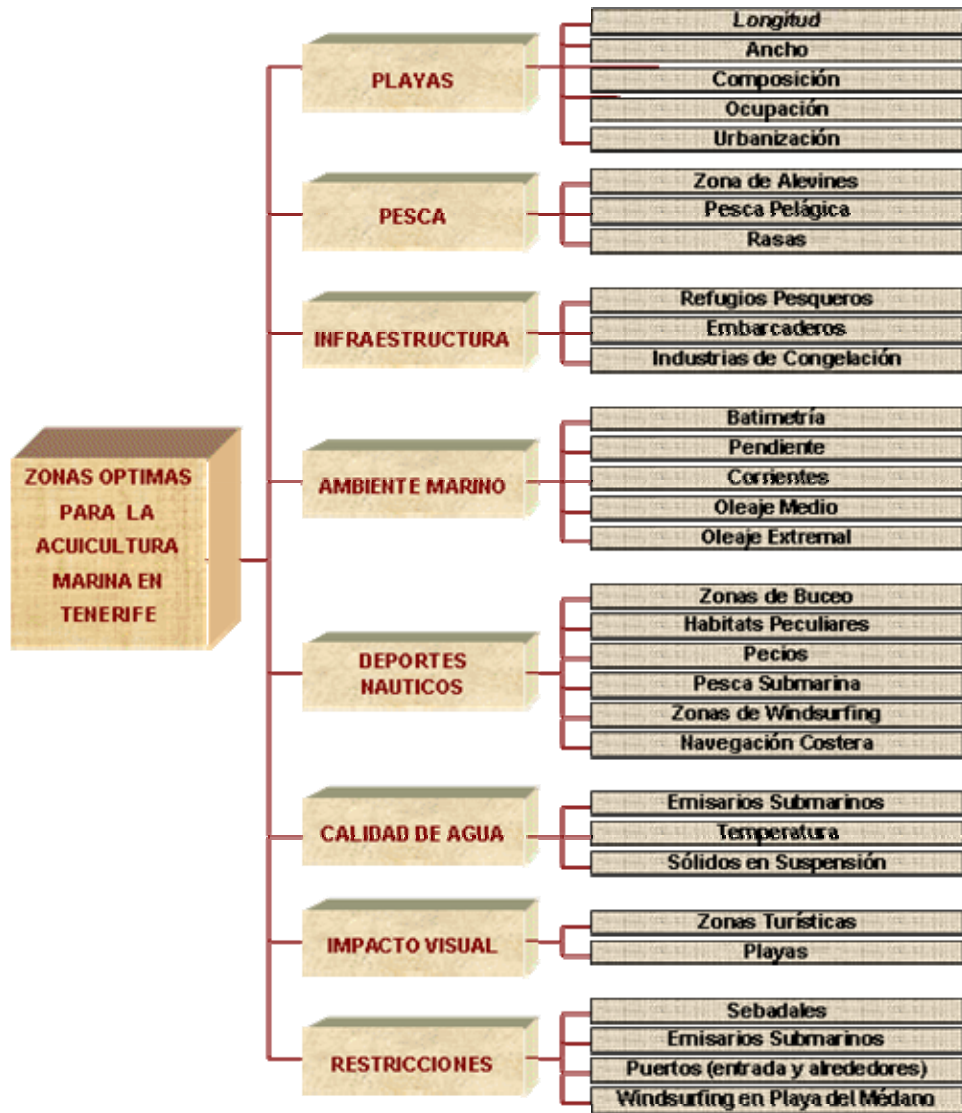 ZONAS OPTIMAS
PARA LA
ACUICULTURA
MARINA EN
TENERIFE
PLAYAS
Longitud
Ancho
Composición
Ocupación
Urbanización
PESCA
Zona de Alevines
Pesca Pelágica
Rasas
INFRAESTRUCTURA
Refugios Pesqueros
Embarcaderos
Industrias de Congelación
AMBIENTE MARINO
Batimetría
Pendiente
Corrientes
Oleaje Medio
Oleaje Extremal
DEPORTES
NAUTICOS
Zonas de Buceo
Habitats Peculiares
Pecios
Pesca Submarina
Zonas de Windsurfing
Navegación Costera
CALIDAD DE AGUA
Emisarios Submarinos
Temperatura
Sólidos en Suspensión
IMPACTO VISUAL
Zonas Turísticas
Playas
RESTRICCIONES
Sebadales
Emisarios Submarinos
Puertos (entrada y alrededores)
Windsurfing en Playa del Médano